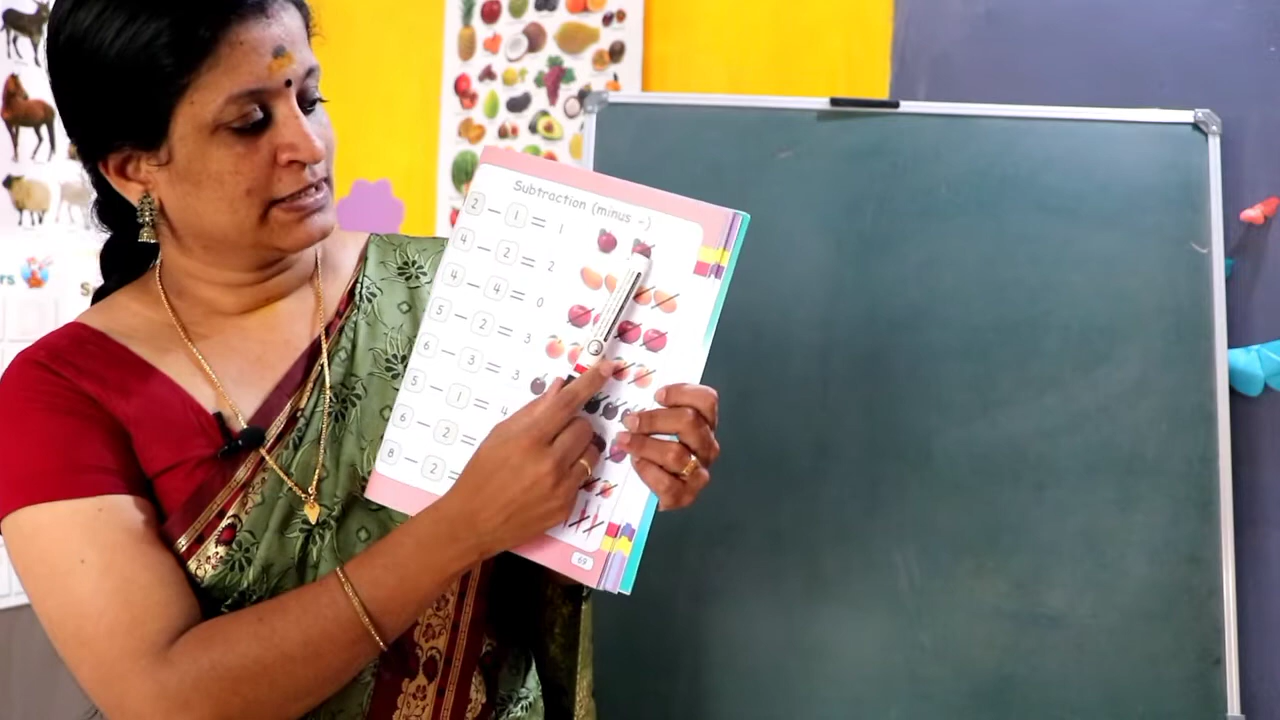 Subtraction (minus -)
2 - 1 = 1
4 - 2 = 2
4 - 4 = 0
5 - 2 = 3
6 - 3 = 3
5 - 1 = 4
6 - 2 =
8 - 2 =
69